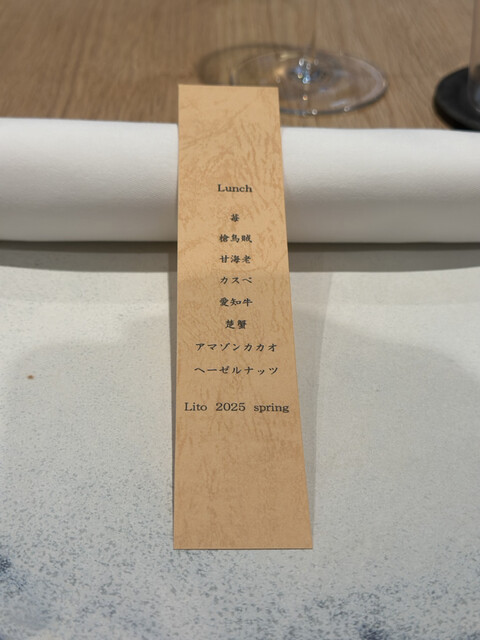 Lunch
苺
槍烏賊
甘海老
カスベ
愛知牛
楚蟹
アマゾンカカオ
ヘーゼルナッツ
Lito 2025 spring